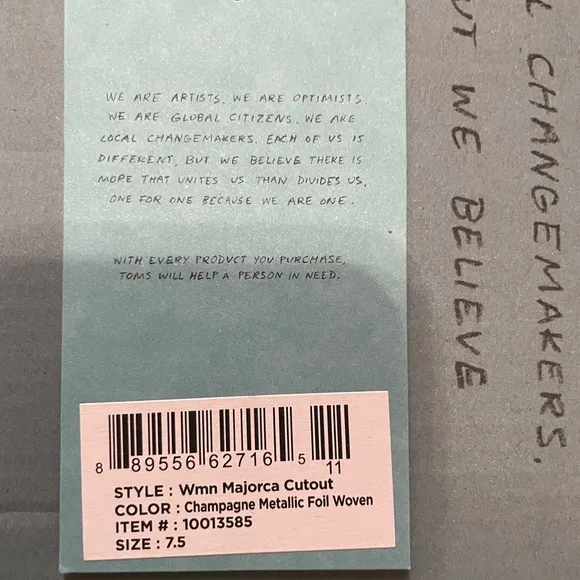 WE ARE ARTISTS. WE ARE OPTIMISTS.
WE ARE GLOBAL CITIZENS. WE ARE
LOCAL CHANGEMAKERS. EACH OF US IS
DIFFERENT, BUT WE BELIEVE THERE IS
MORE THAT UNITES US THAN DIVIDES US.
ONE FOR ONE BECAUSE WE ARE ONE.
WITH EVERY PRODUCT YOU PURCHASE,
TOMS WILL HELP A PERSON IN NEED.
8 89556 62716 5 11
STYLE : Wmn Majorca Cutout
COLOR : Champagne Metallic Foil Woven
ITEM # : 10013585
SIZE : 7.5
L CHANGEMAKERS.
UT WE BELIEVE